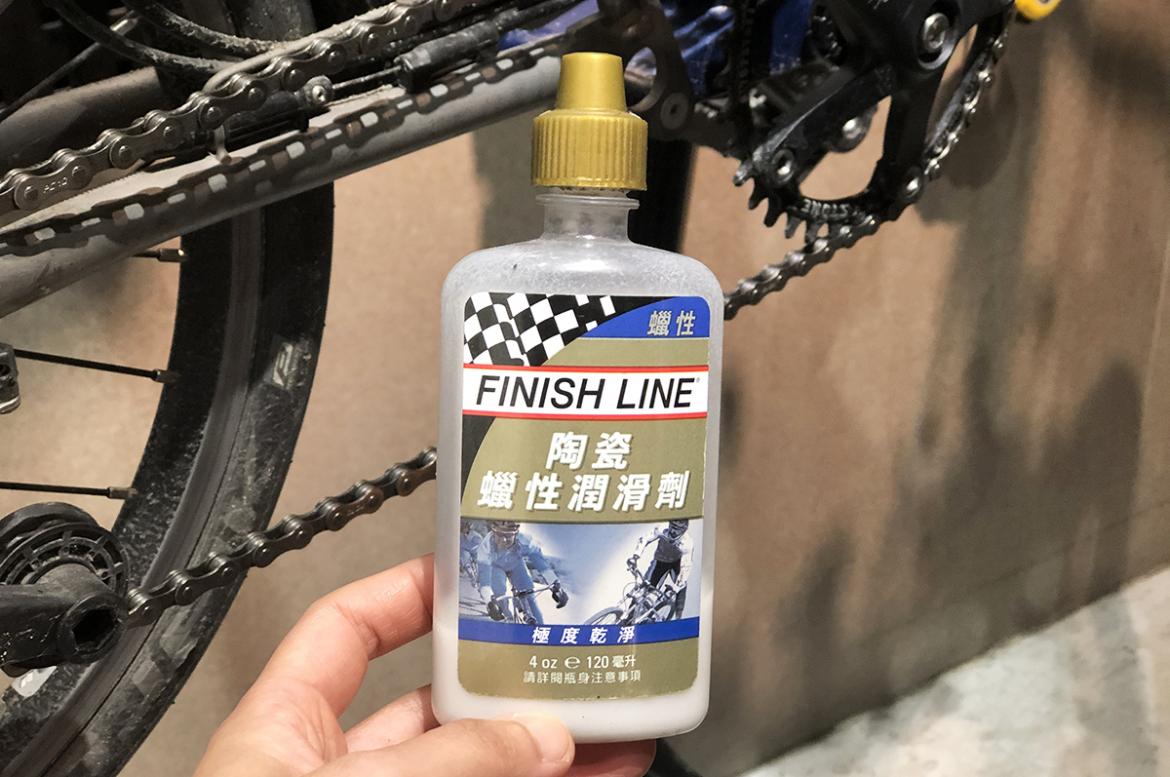 蠟性
FINISH LINE®
陶瓷
蠟性潤滑劑
極度乾淨
4 oz ℮ 120 毫升
請詳閱瓶身注意事項